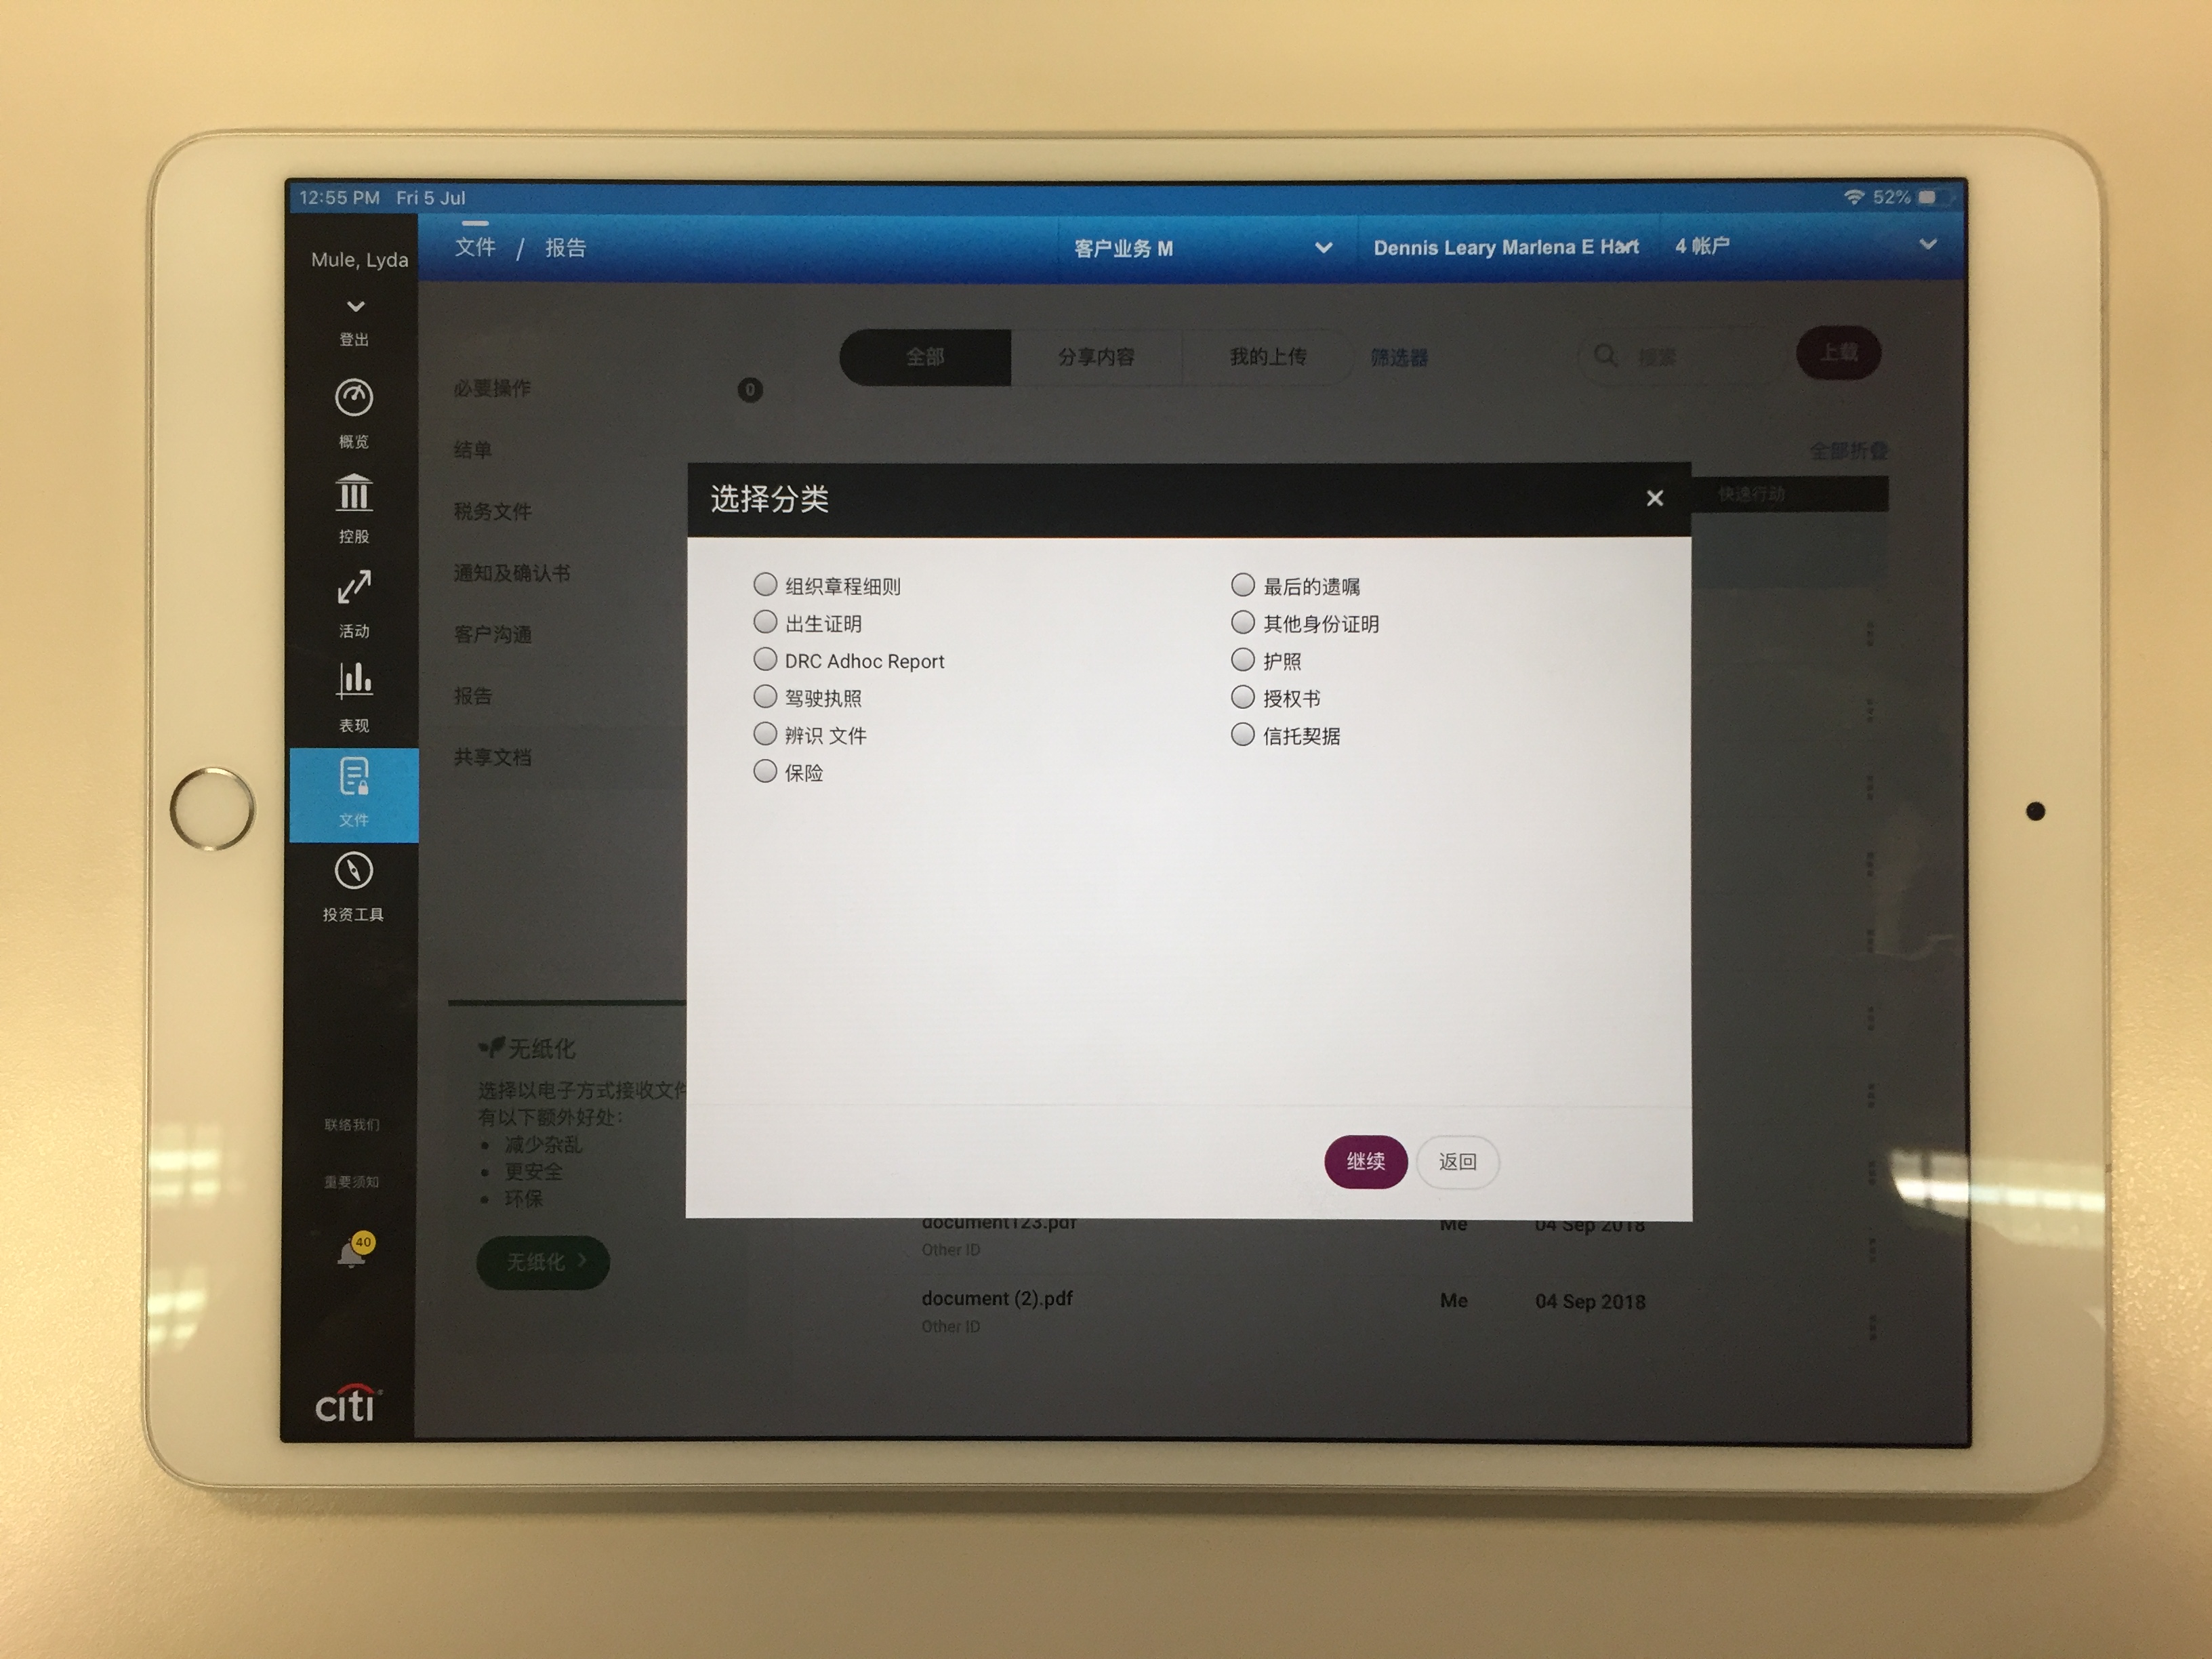 12:55 PM Fri 5 Jul
52%
Mule, Lyda
登出
概览
控股
活动
表现
文件
投资工具
联络我们
重要须知
40
citi
文件 / 报告
客户业务 M
Dennis Leary Marlena E Hart
4 帐户
必要操作
0
结单
税务文件
通知及确认书
客户沟通
报告
共享文档
全部
分享内容
我的上传
筛选器
搜索
上载
全部折叠
快速行动
选择分类
×
组织章程细则
出生证明
DRC Adhoc Report
驾驶执照
辨识 文件
保险
最后的遗嘱
其他身份证明
护照
授权书
信托契据
继续
返回
无纸化
选择以电子方式接收文件
有以下额外好处:
• 减少杂乱
• 更安全
• 环保
无纸化 >
document123.pdf
Me
04 Sep 2018
Other ID
document (2).pdf
Me
04 Sep 2018
Other ID